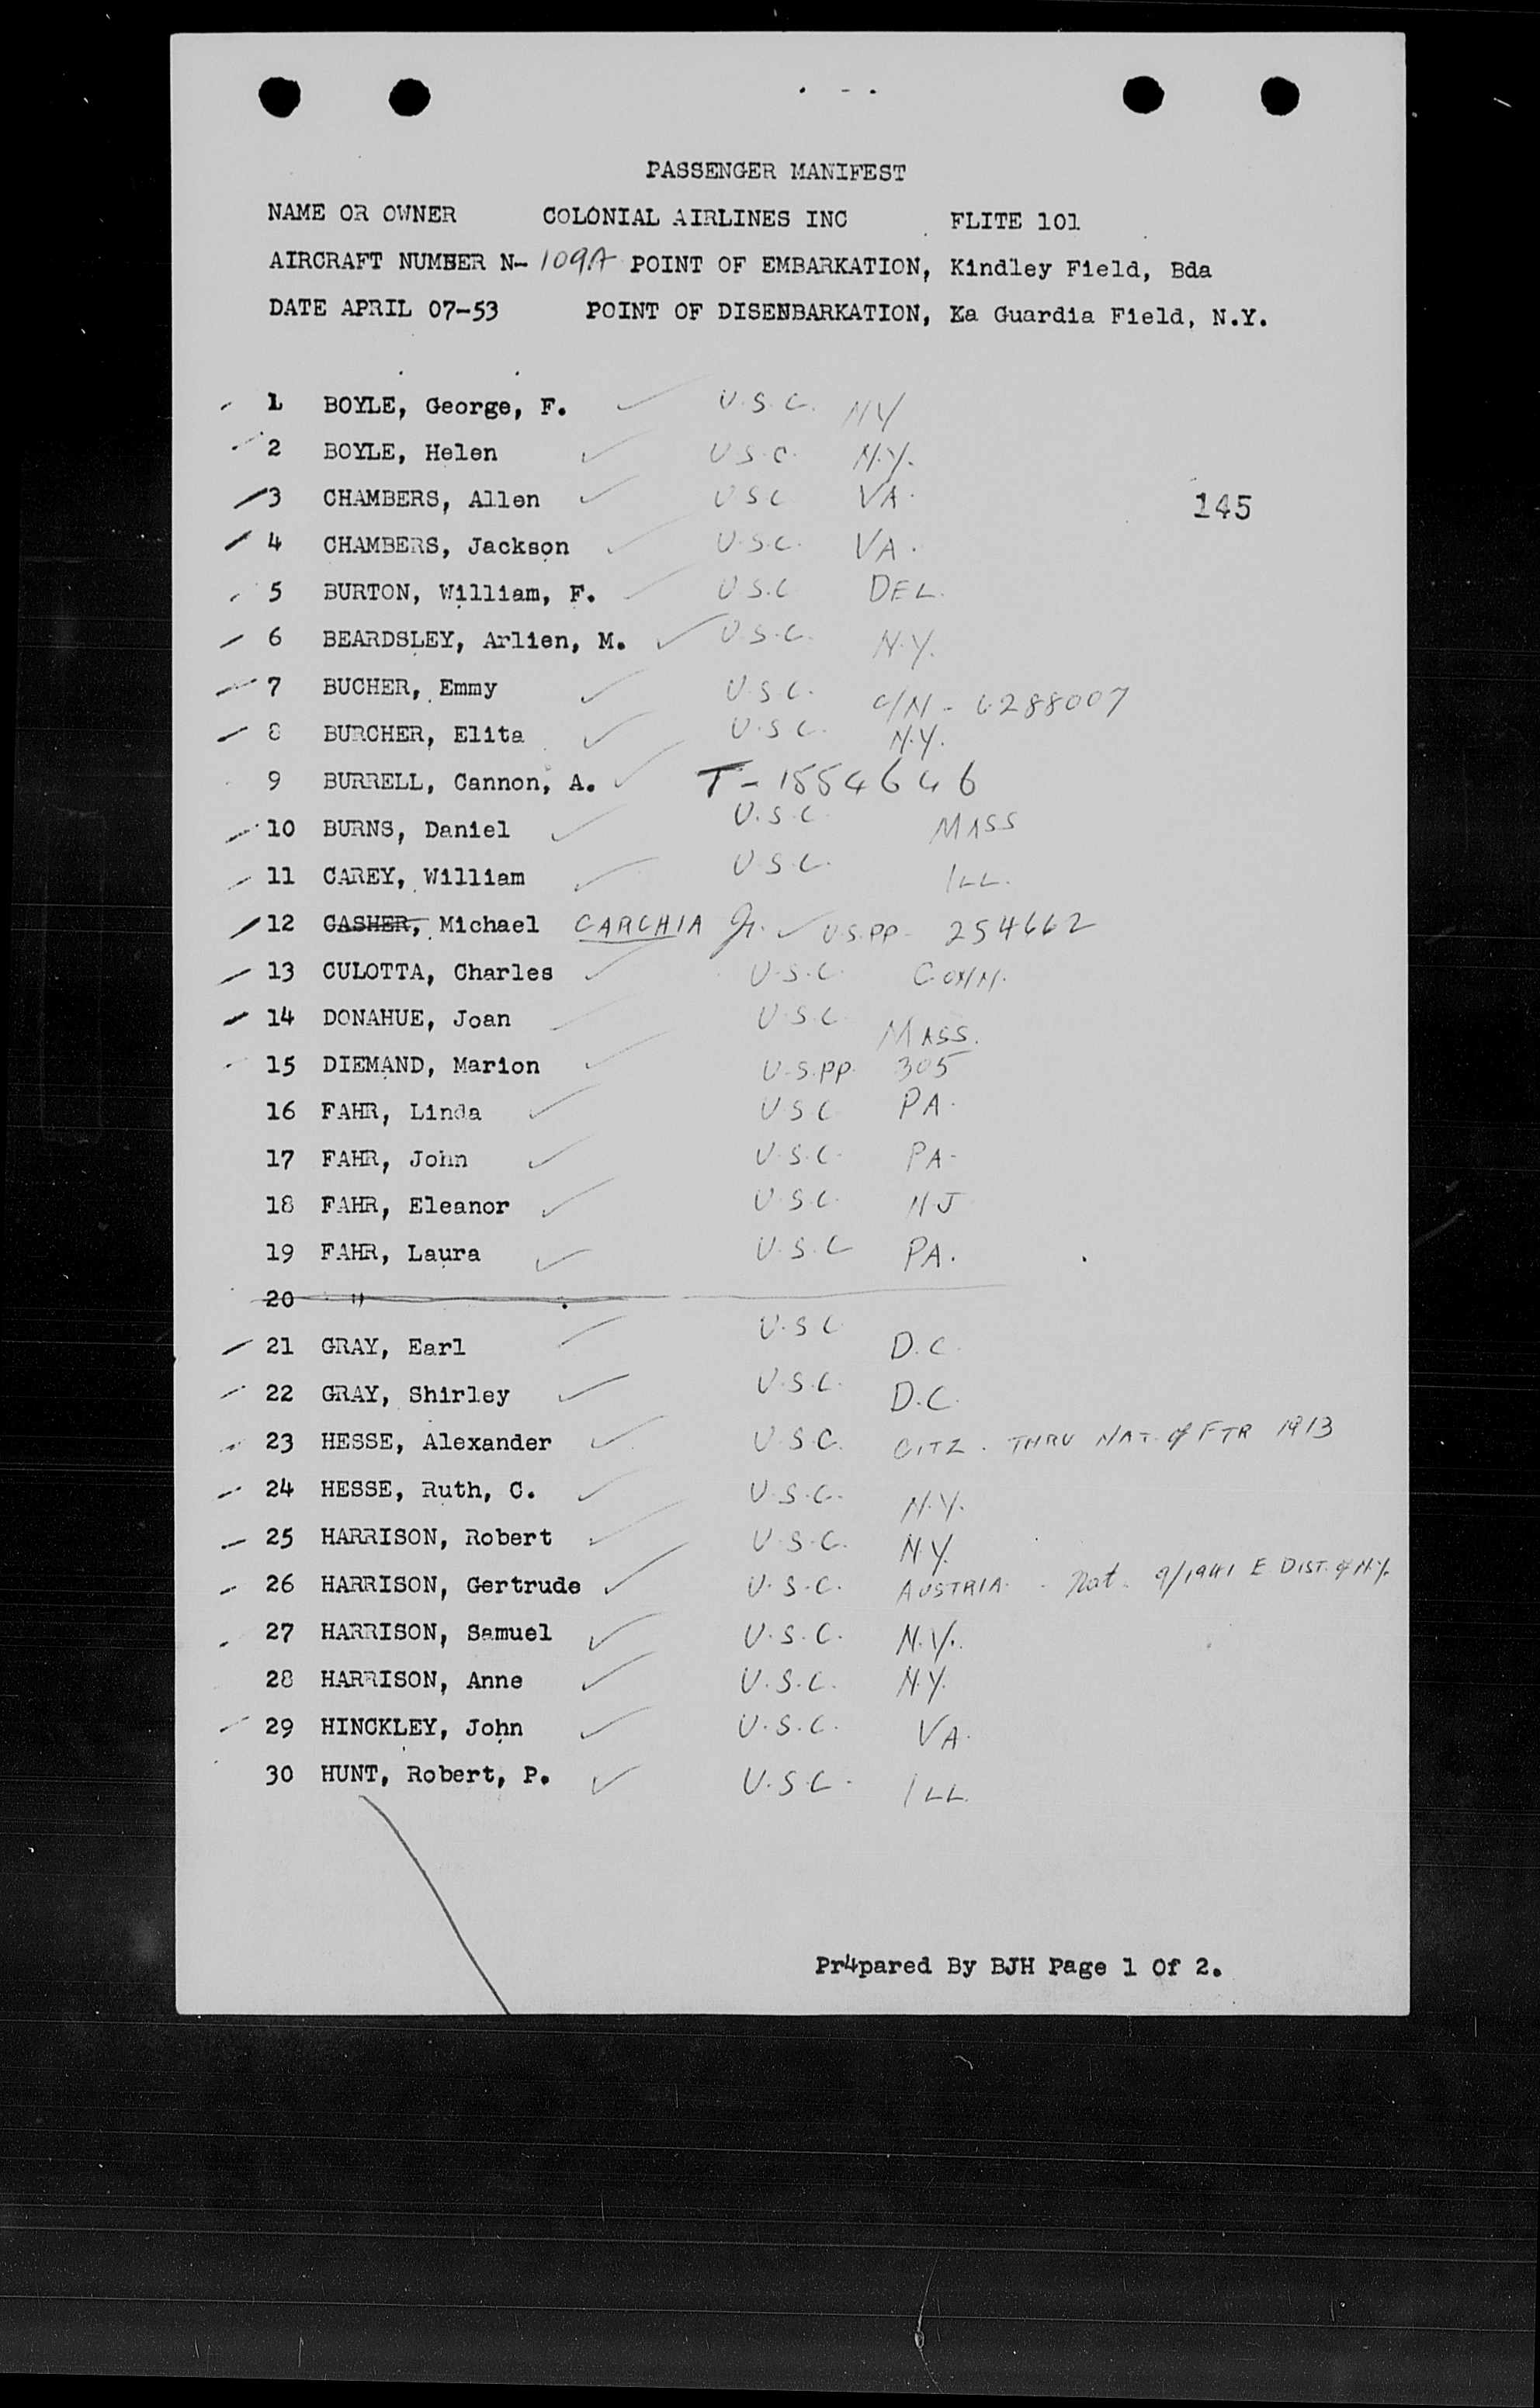 PASSENGER MANIFEST
NAME OR OWNER COLONIAL AIRLINES INC FLITE 101
AIRCRAFT NUMBER N- 109A POINT OF EMBARKATION, Kindley Field, Bda
DATE APRIL 07-53 POINT OF DISENBARKATION, Ka Guardia Field, N.Y.
1 BOYLE, George, F. ✓ U.S.C. NY
2 BOYLE, Helen ✓ U.S.C. N.Y.
3 CHAMBERS, Allen ✓ U S C VA.
145
4 CHAMBERS, Jackson ✓ U.S.C. VA.
5 BURTON, William, F. ✓ U S.C DEL.
6 BEARDSLEY, Arlien, M. ✓ U.S.C. N.Y.
7 BUCHER, Emmy ✓ U.S.C. C/N - 6288007
8 BURCHER, Elita ✓ U.S.C. N.Y.
9 BURRELL, Cannon, A. ✓ T- 1554646
10 BURNS, Daniel ✓ U.S.C. MASS
11 CAREY, William ✓ U.S.C. ILL.
12 GASHER, Michael CARCHIA Jr. ✓ U.S.PP- 254662
13 CULOTTA, Charles ✓ U.S.C. CONN.
14 DONAHUE, Joan ✓ U.S.C. MASS.
15 DIEMAND, Marion ✓ U.S.PP. 305
16 FAHR, Linda ✓ U S C PA.
17 FAHR, John ✓ U.S.C. PA-
18 FAHR, Eleanor ✓ U.S.C. N.J
19 FAHR, Laura ✓ U.S.C PA.
20 "
21 GRAY, Earl ✓ U.S C D.C.
22 GRAY, Shirley ✓ U.S.C. D.C.
23 HESSE, Alexander ✓ U.S.C. CITZ. THRU NAT. of FTR 1913
24 HESSE, Ruth, C. ✓ U.S.C. N.Y.
25 HARRISON, Robert ✓ U.S.C. N.Y.
26 HARRISON, Gertrude ✓ U.S.C. AUSTRIA. - Nat. 9/1941 E DIST. of N.Y.
27 HARRISON, Samuel ✓ U.S.C. N.Y.
28 HARRISON, Anne ✓ U.S.C. N.Y.
29 HINCKLEY, John ✓ U.S.C. VA.
30 HUNT, Robert, P. ✓ U.S.C. ILL.
Pr4pared By BJH Page 1 Of 2.